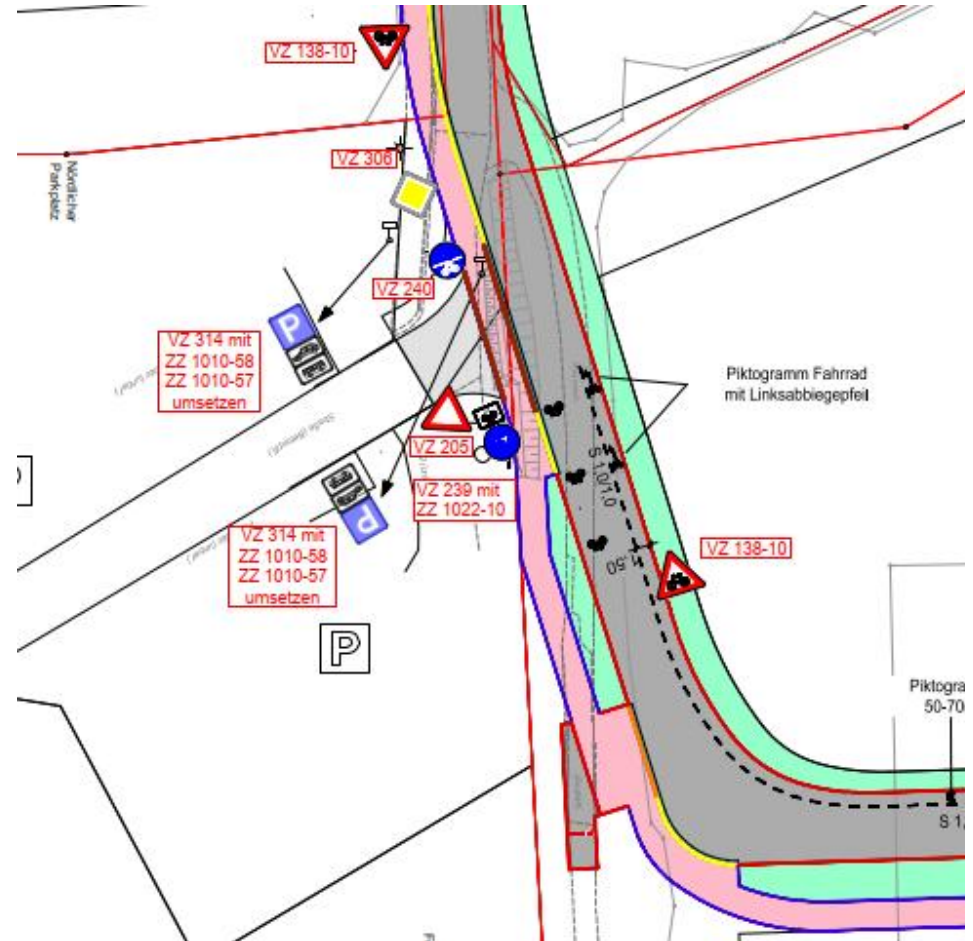 VZ 138-10
VZ 306
Nördlicher
Parkplatz
VZ 240
P
VZ 314 mit
ZZ 1010-58
ZZ 1010-57
umsetzen
Piktogramm Fahrrad
mit Linksabbiegepfeil
VZ 205
VZ 239 mit
ZZ 1022-10
S 1,0/1,0
P
VZ 314 mit
ZZ 1010-58
ZZ 1010-57
umsetzen
VZ 138-10
1,50
P
Piktogra
50-70
S 1,